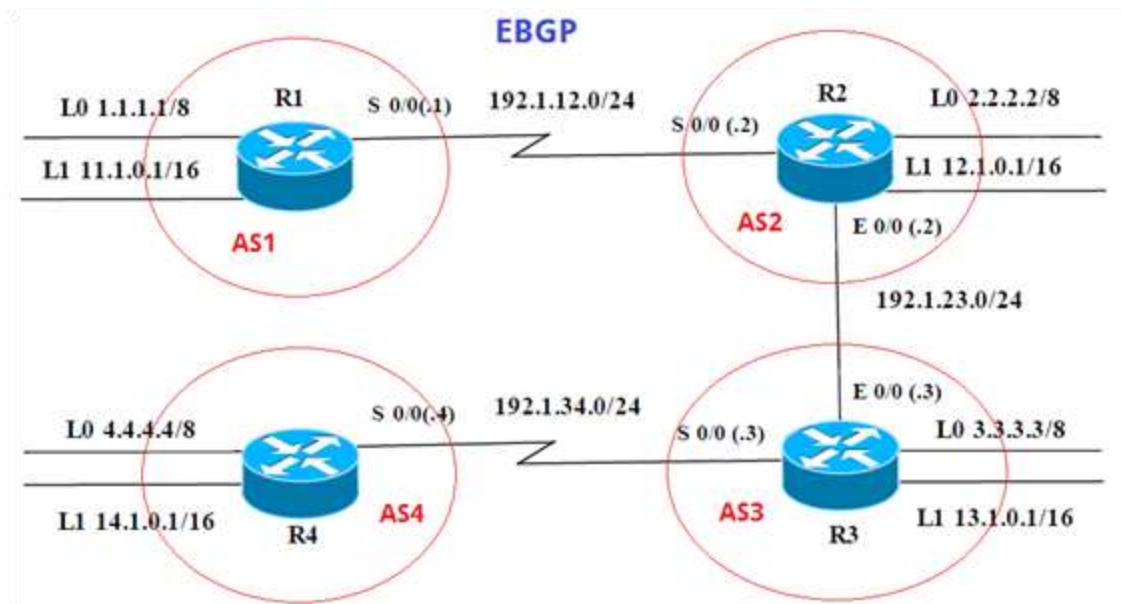 EBGP
L0 1.1.1.1/8
R1
S 0/0(.1)
192.1.12.0/24
R2
L0 2.2.2.2/8
S 0/0 (.2)
L1 11.1.0.1/16
L1 12.1.0.1/16
AS1
AS2
E 0/0 (.2)
192.1.23.0/24
E 0/0 (.3)
192.1.34.0/24
S 0/0(.4)
L0 4.4.4.4/8
S 0/0 (.3)
L0 3.3.3.3/8
L1 14.1.0.1/16
AS4
AS3
L1 13.1.0.1/16
R4
R3